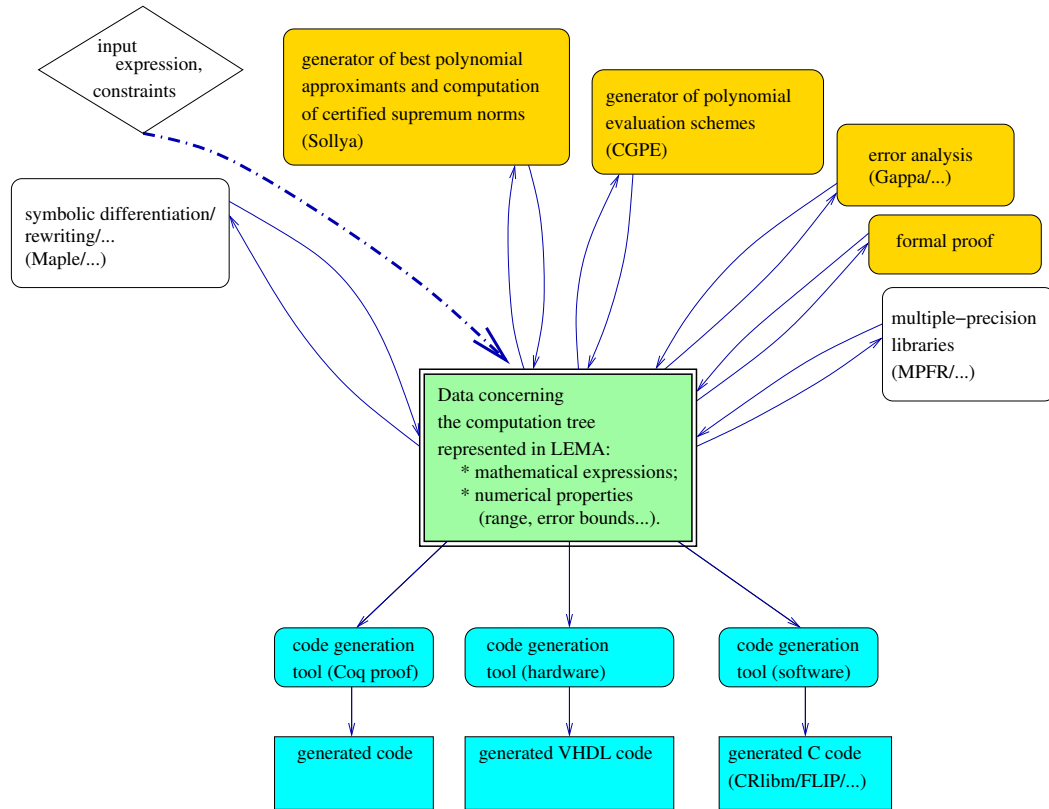 input
expression,
constraints
generator of best polynomial
approximants and computation
of certified supremum norms
(Sollya)
generator of polynomial
evaluation schemes
(CGPE)
error analysis
(Gappa/...)
symbolic differentiation/
rewriting/...
(Maple/...)
formal proof
multiple−precision
libraries
(MPFR/...)
Data concerning
the computation tree
represented in LEMA:
* mathematical expressions;
* numerical properties
(range, error bounds...).
code generation
tool (Coq proof)
code generation
tool (hardware)
code generation
tool (software)
generated code
generated VHDL code
generated C code
(CRlibm/FLIP/...)